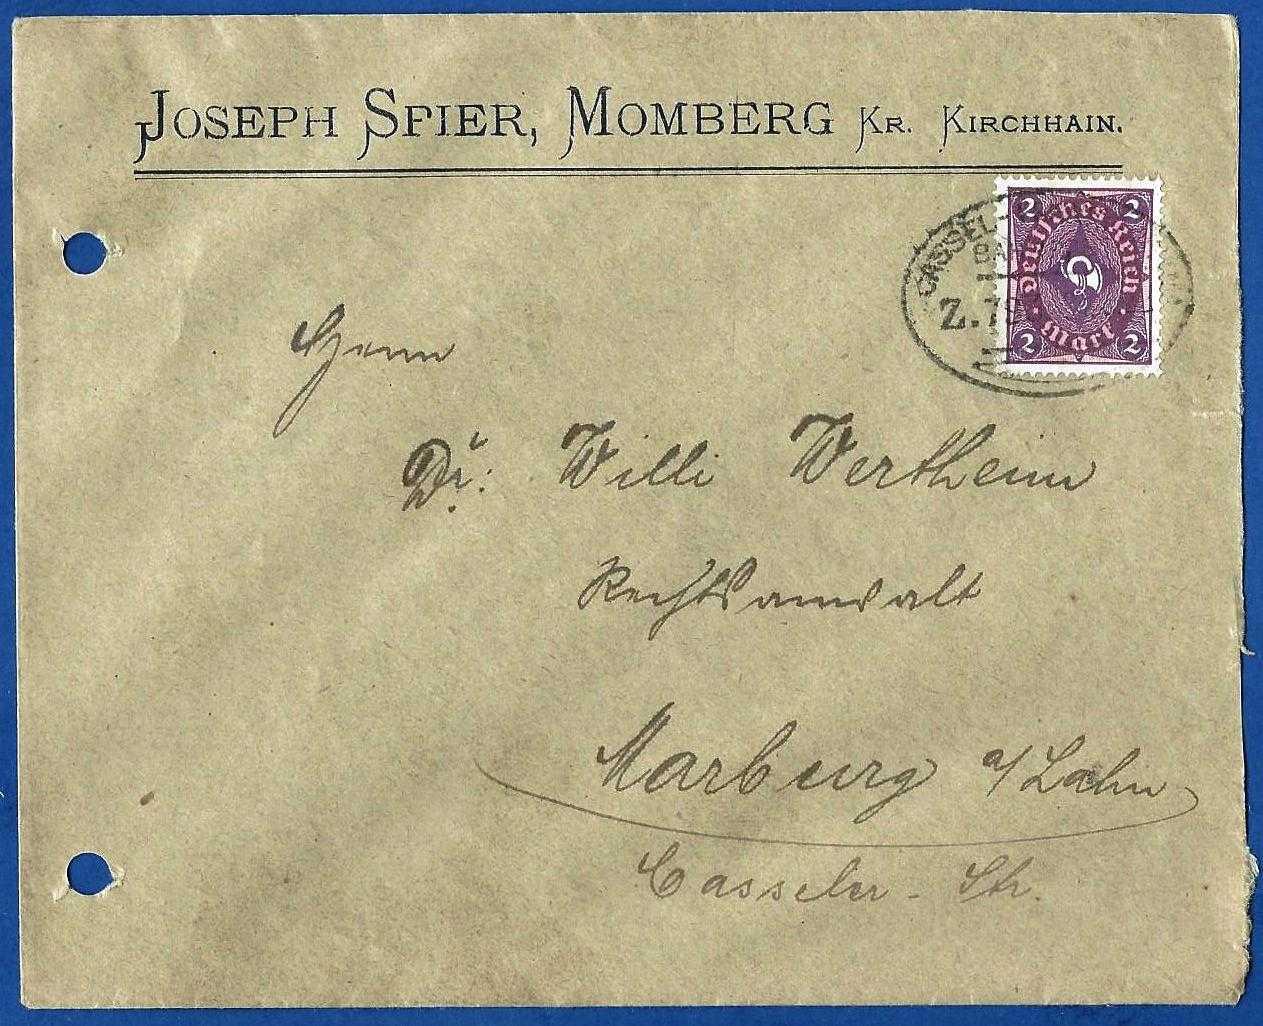 JOSEPH SPIER, MOMBERG KR. KIRCHHAIN.
2 2
Deutsches Reich
Mark
2 2
CASSEL
Z.
Herrn
Dr. Willi Wertheim
Rechtsanwalt
Marburg a/Lahn
Casseler-Str.